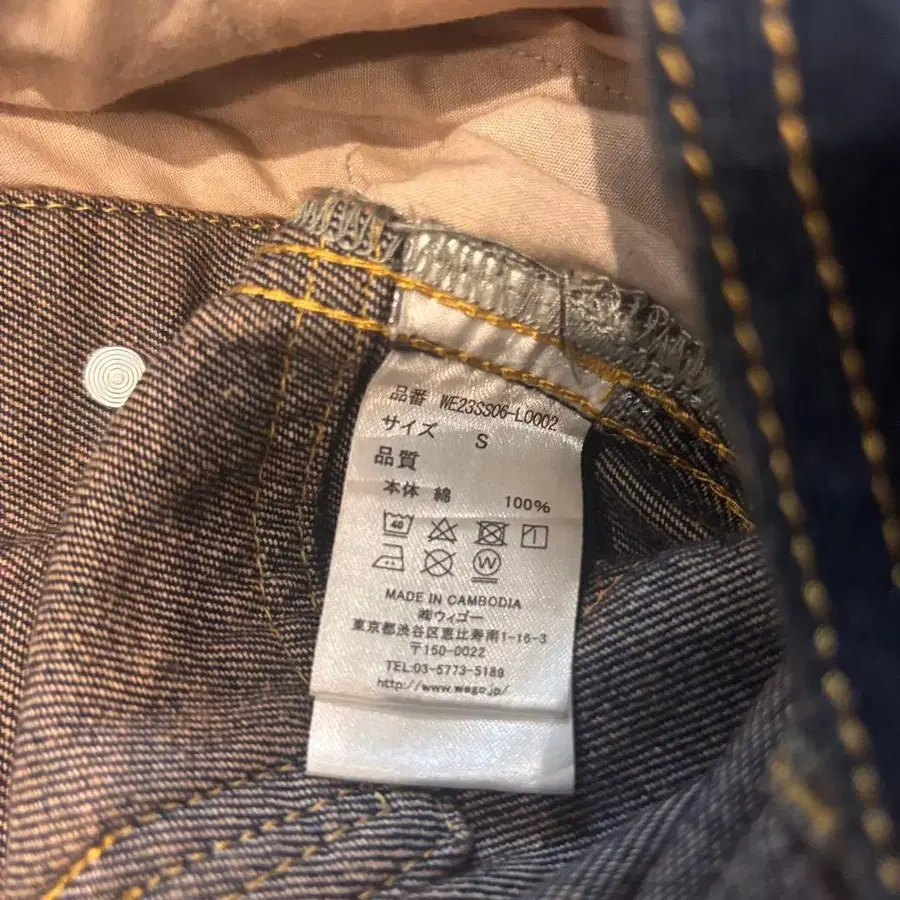 品番 WE23SS06-L0002
サイズ S
品質
本体 綿 100%
40
W
MADE IN CAMBODIA
㈱ウィゴー
東京都渋谷区恵比寿南1-16-3
〒150-0022
TEL:03-5773-5189
http://www.wego.jp/